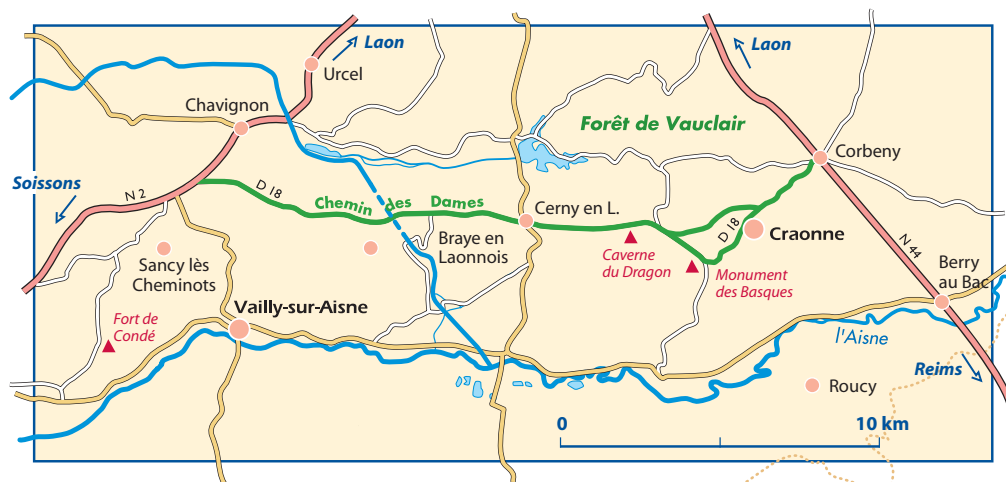 Laon
Laon
Urcel
Chavignon
Forêt de Vauclair
Corbeny
Soissons
N 2
D 18
Chemin des Dames
Cerny en L.
D 18
Craonne
N 44
Braye en
Laonnois
Caverne
du Dragon
Monument
des Basques
Sancy lès
Cheminots
Berry
au Bac
Vailly-sur-Aisne
Fort de
Condé
l'Aisne
Reims
Roucy
0 10 km